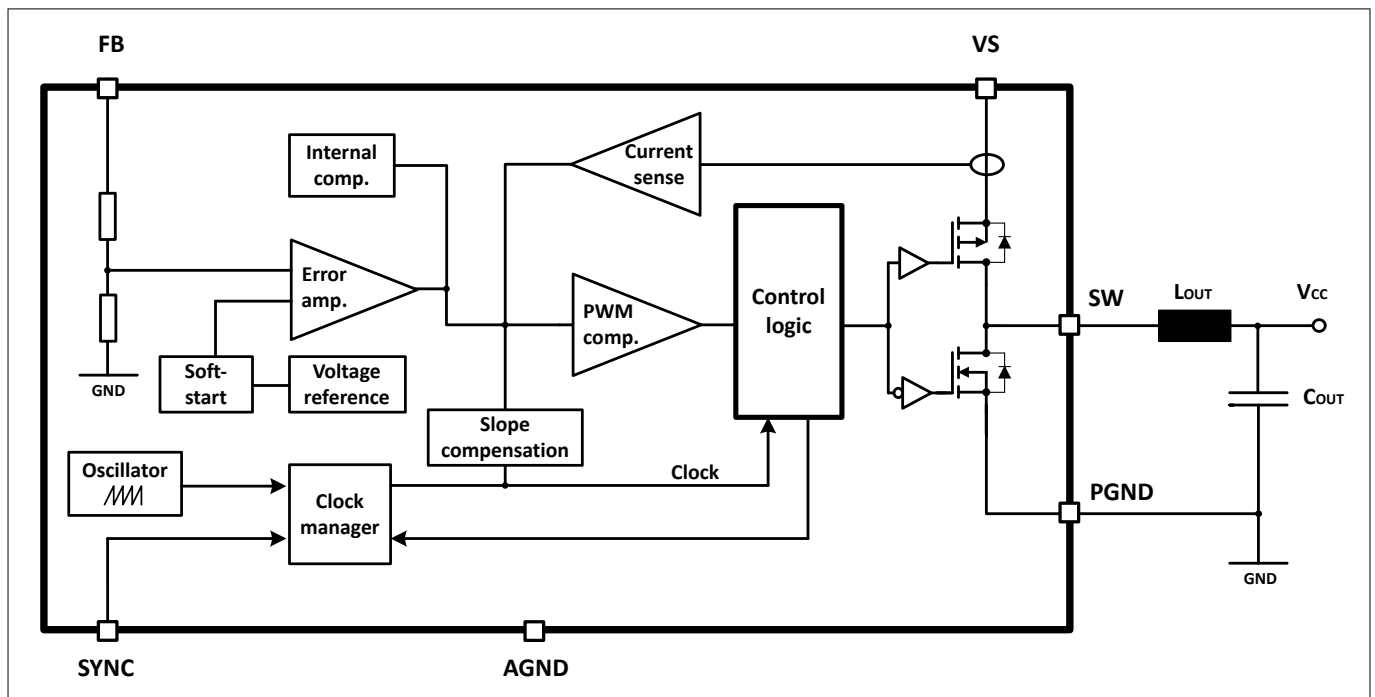 FB
VS
Internal
comp.
Current
sense
Error
amp.
PWM
comp.
Control
logic
SW
LOUT
VCC
GND
Soft-
start
Voltage
reference
COUT
Slope
compensation
Oscillator
Clock
manager
Clock
PGND
GND
SYNC
AGND